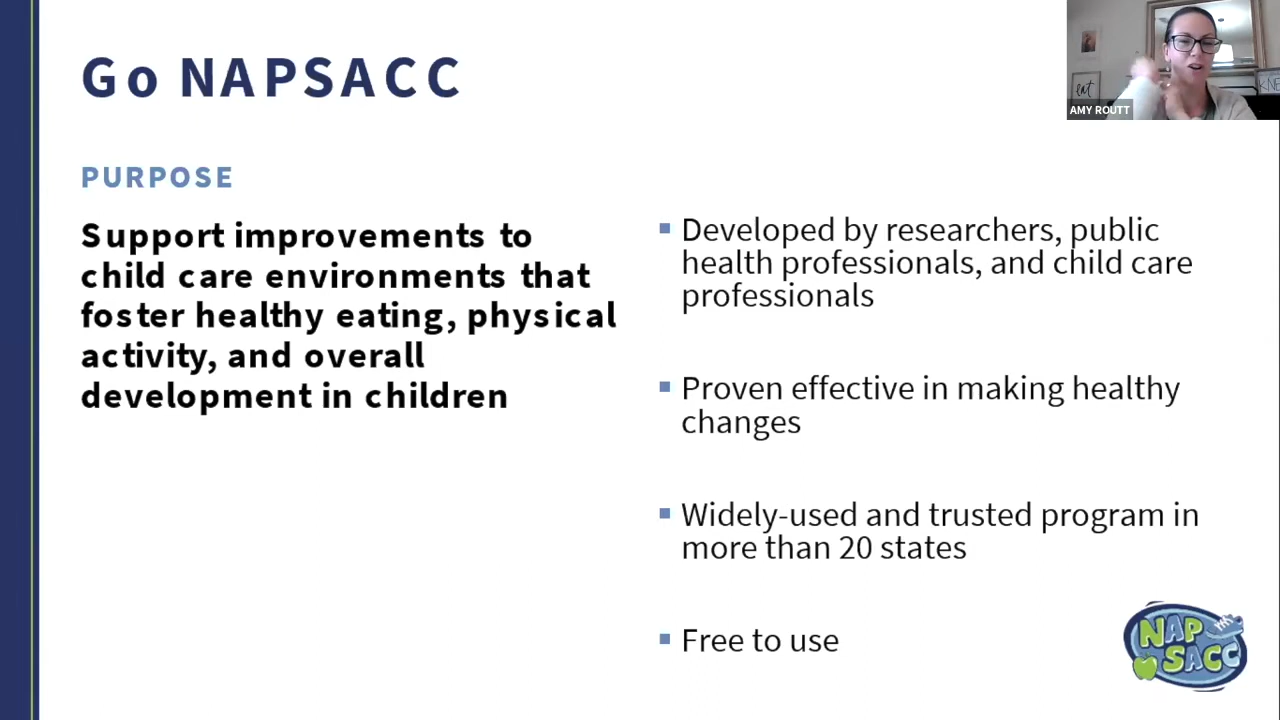 Go NAPSACC
PURPOSE
Support improvements to
child care environments that
foster healthy eating, physical
activity, and overall
development in children
Developed by researchers, public
health professionals, and child care
professionals
Proven effective in making healthy
changes
Widely-used and trusted program in
more than 20 states
Free to use
eat
KNE
AMY ROUTT
NAP
SACC